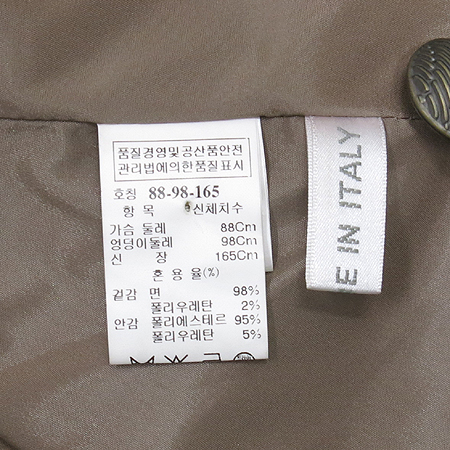 품질경영및공산품안전
관리법에의한품질표시
호칭 88-98-165
항 목 신체치수
가슴 둘레 88Cm
엉덩이둘레 98Cm
신 장 165Cm
혼 용 율(%)
겉감 면 98%
폴리우레탄 2%
안감 폴리에스테르 95%
폴리우레탄 5%
E IN ITALY